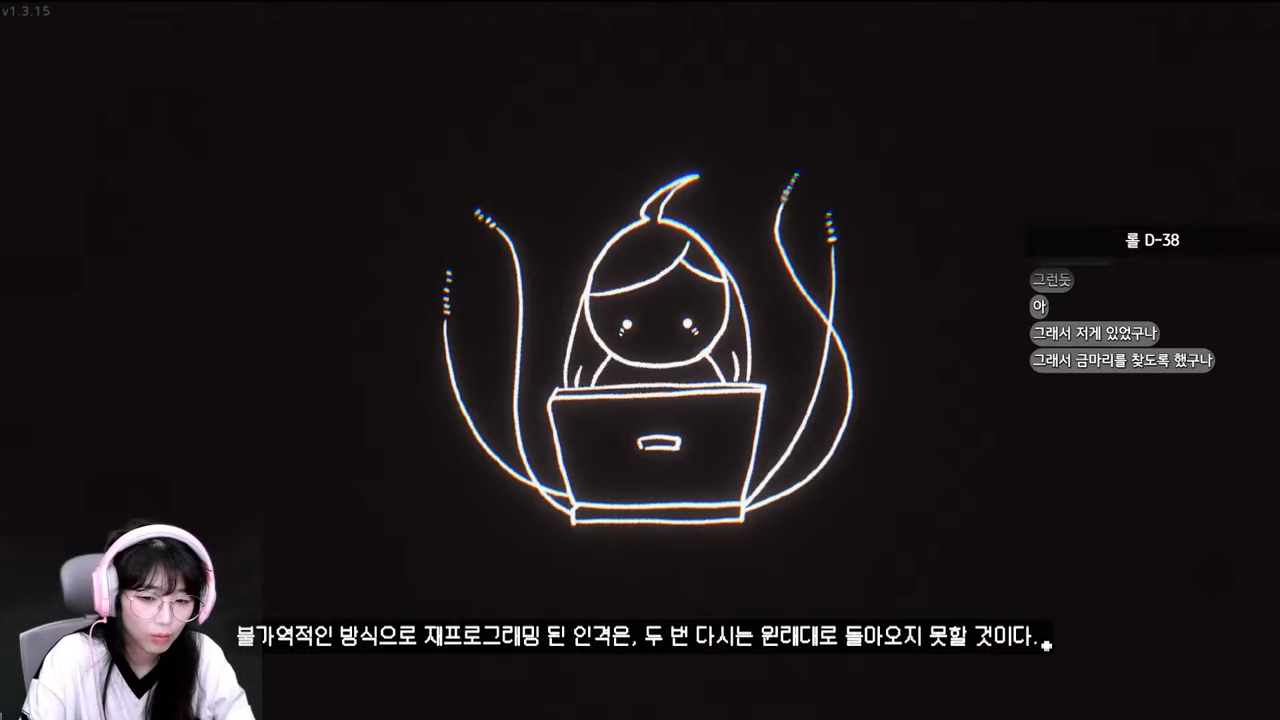 v1.3.15
롤 D-38
그런듯
아
그래서 저게 있었구나
그래서 금마리를 찾도록 했구나
불가역적인 방식으로 재프로그래밍 된 인격은, 두 번 다시는 원래대로 돌아오지 못할 것이다.